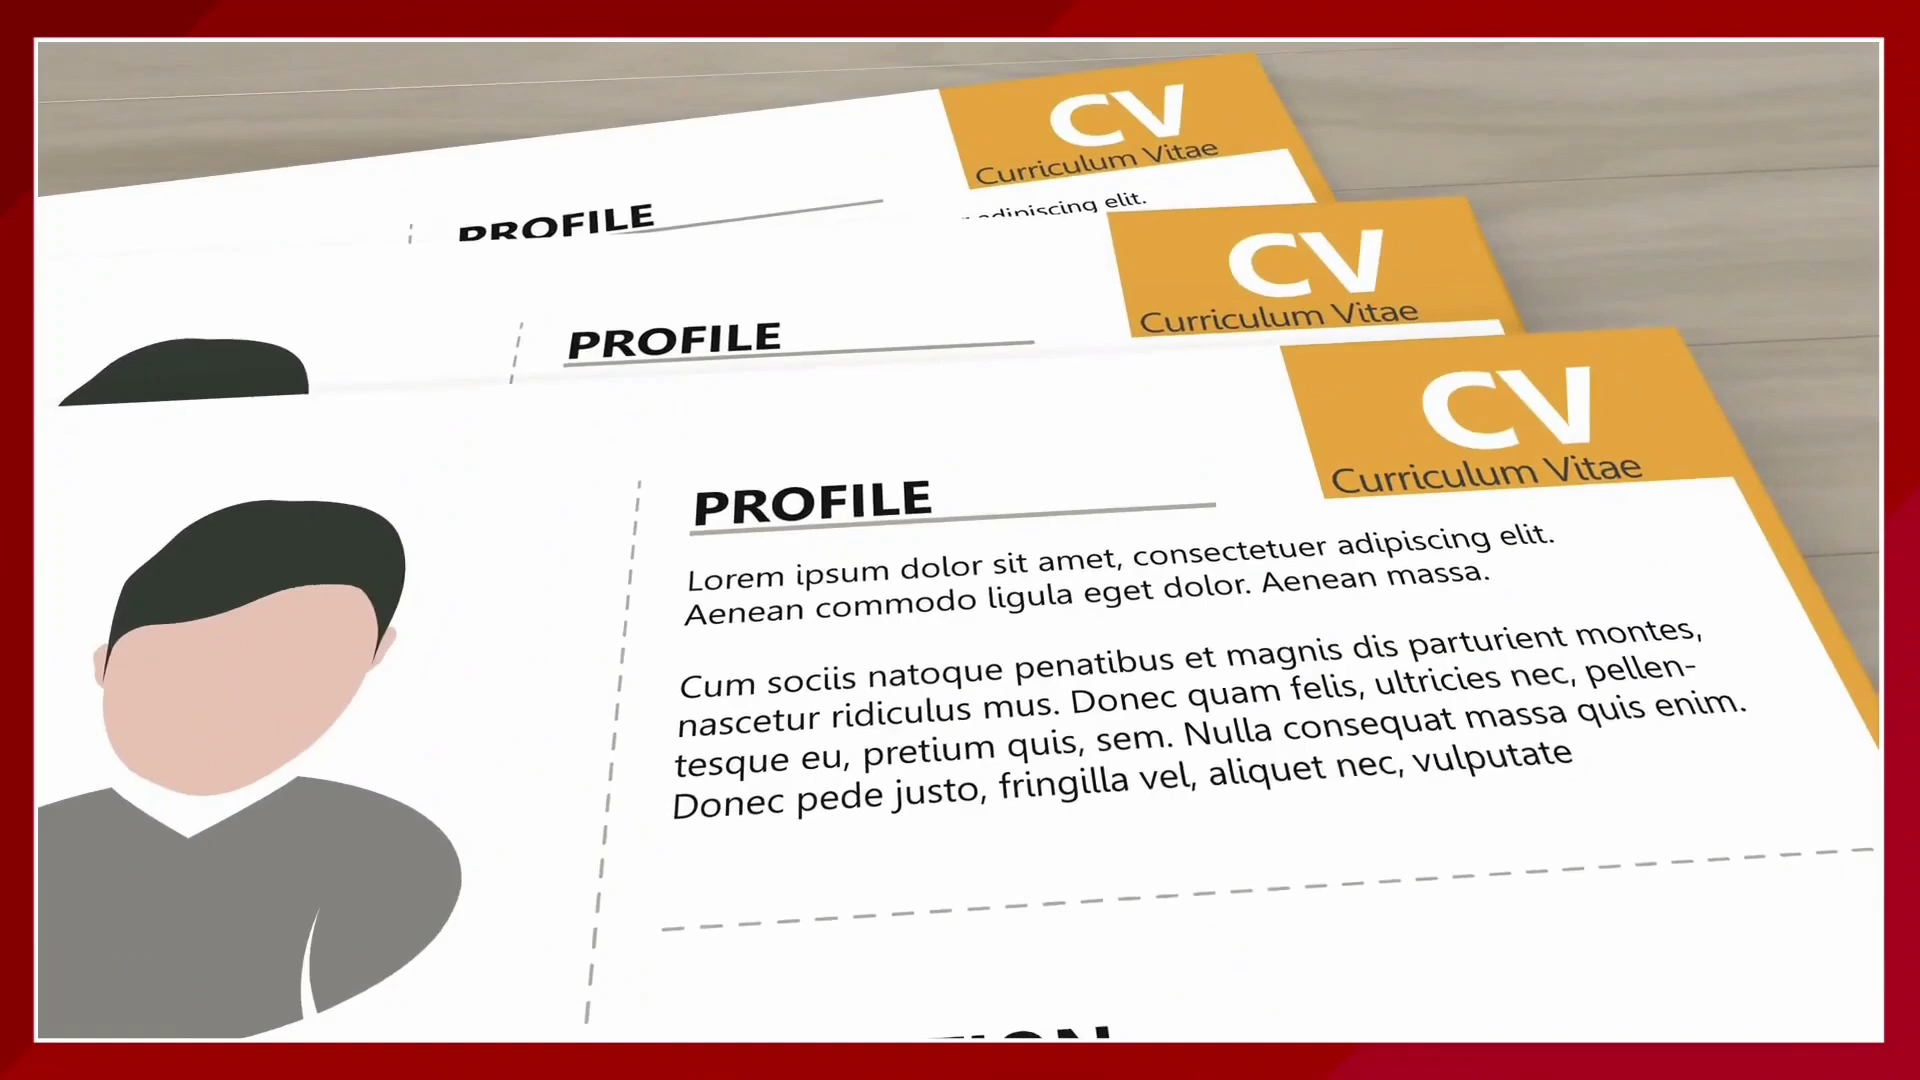 CV
Curriculum Vitae
adipiscing elit.
PROFILE
CV
Curriculum Vitae
PROFILE
CV
Curriculum Vitae
PROFILE
Lorem ipsum dolor sit amet, consectetuer adipiscing elit.
Aenean commodo ligula eget dolor. Aenean massa.
Cum sociis natoque penatibus et magnis dis parturient montes,
nascetur ridiculus mus. Donec quam felis, ultricies nec, pellen-
tesque eu, pretium quis, sem. Nulla consequat massa quis enim.
Donec pede justo, fringilla vel, aliquet nec, vulputate